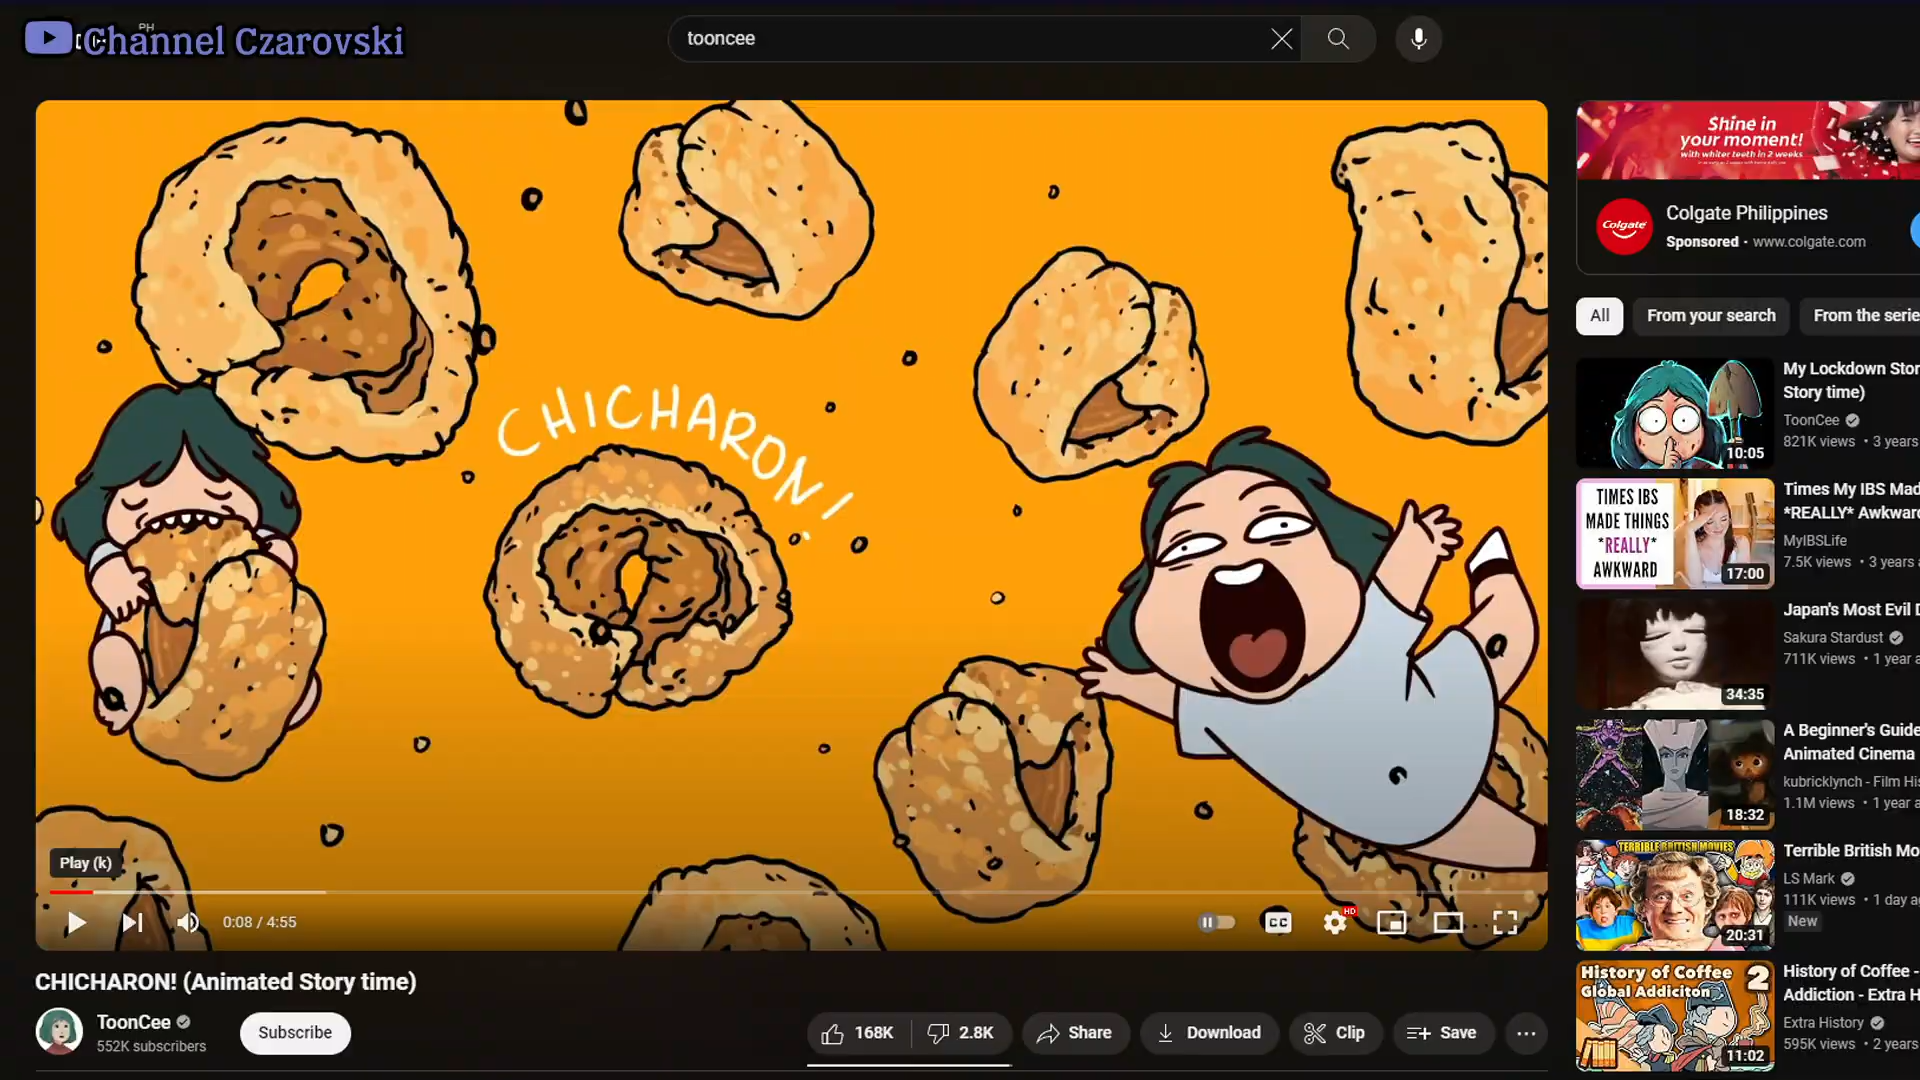 PH
Channel Czarovski
tooncee
CHICHARON!
Play (k)
0:08 / 4:55
CC
HD
CHICHARON! (Animated Story time)
ToonCee
552K subscribers
Subscribe
168K
2.8K
Share
Download
Clip
Save
Shine in
your moment!
with whiter teeth in 2 weeks
Colgate
Colgate Philippines
Sponsored • www.colgate.com
All
From your search
From the serie
My Lockdown Stor
Story time)
ToonCee
821K views • 3 years
10:05
TIMES IBS
MADE THINGS
*REALLY*
AWKWARD
17:00
Times My IBS Mad
*REALLY* Awkwar
MyIBSLife
7.5K views • 3 years a
34:35
Japan's Most Evil D
Sakura Stardust
711K views • 1 year a
18:32
A Beginner's Guide
Animated Cinema
kubricklynch - Film His
1.1M views • 1 year a
TERRIBLE BRITISH MOVIES
20:31
Terrible British Mo
LS Mark
111K views • 1 day ag
New
History of Coffee 2
Global Addiciton
11:02
History of Coffee -
Addiction - Extra H
Extra History
595K views • 2 years